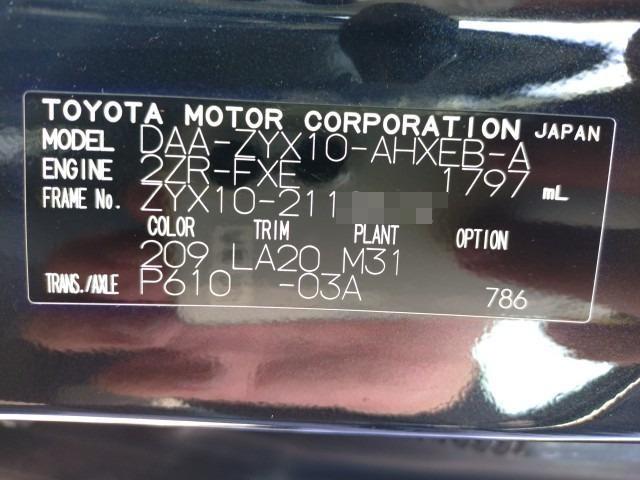 TOYOTA MOTOR CORPORATION JAPAN
MODEL DAA-ZYX10-AHXEB-A
ENGINE 2ZR-FXE 1797 mL
FRAME No. ZYX10-211
COLOR TRIM PLANT OPTION
209 LA20 M31
TRANS./AXLE P610 -03A 786